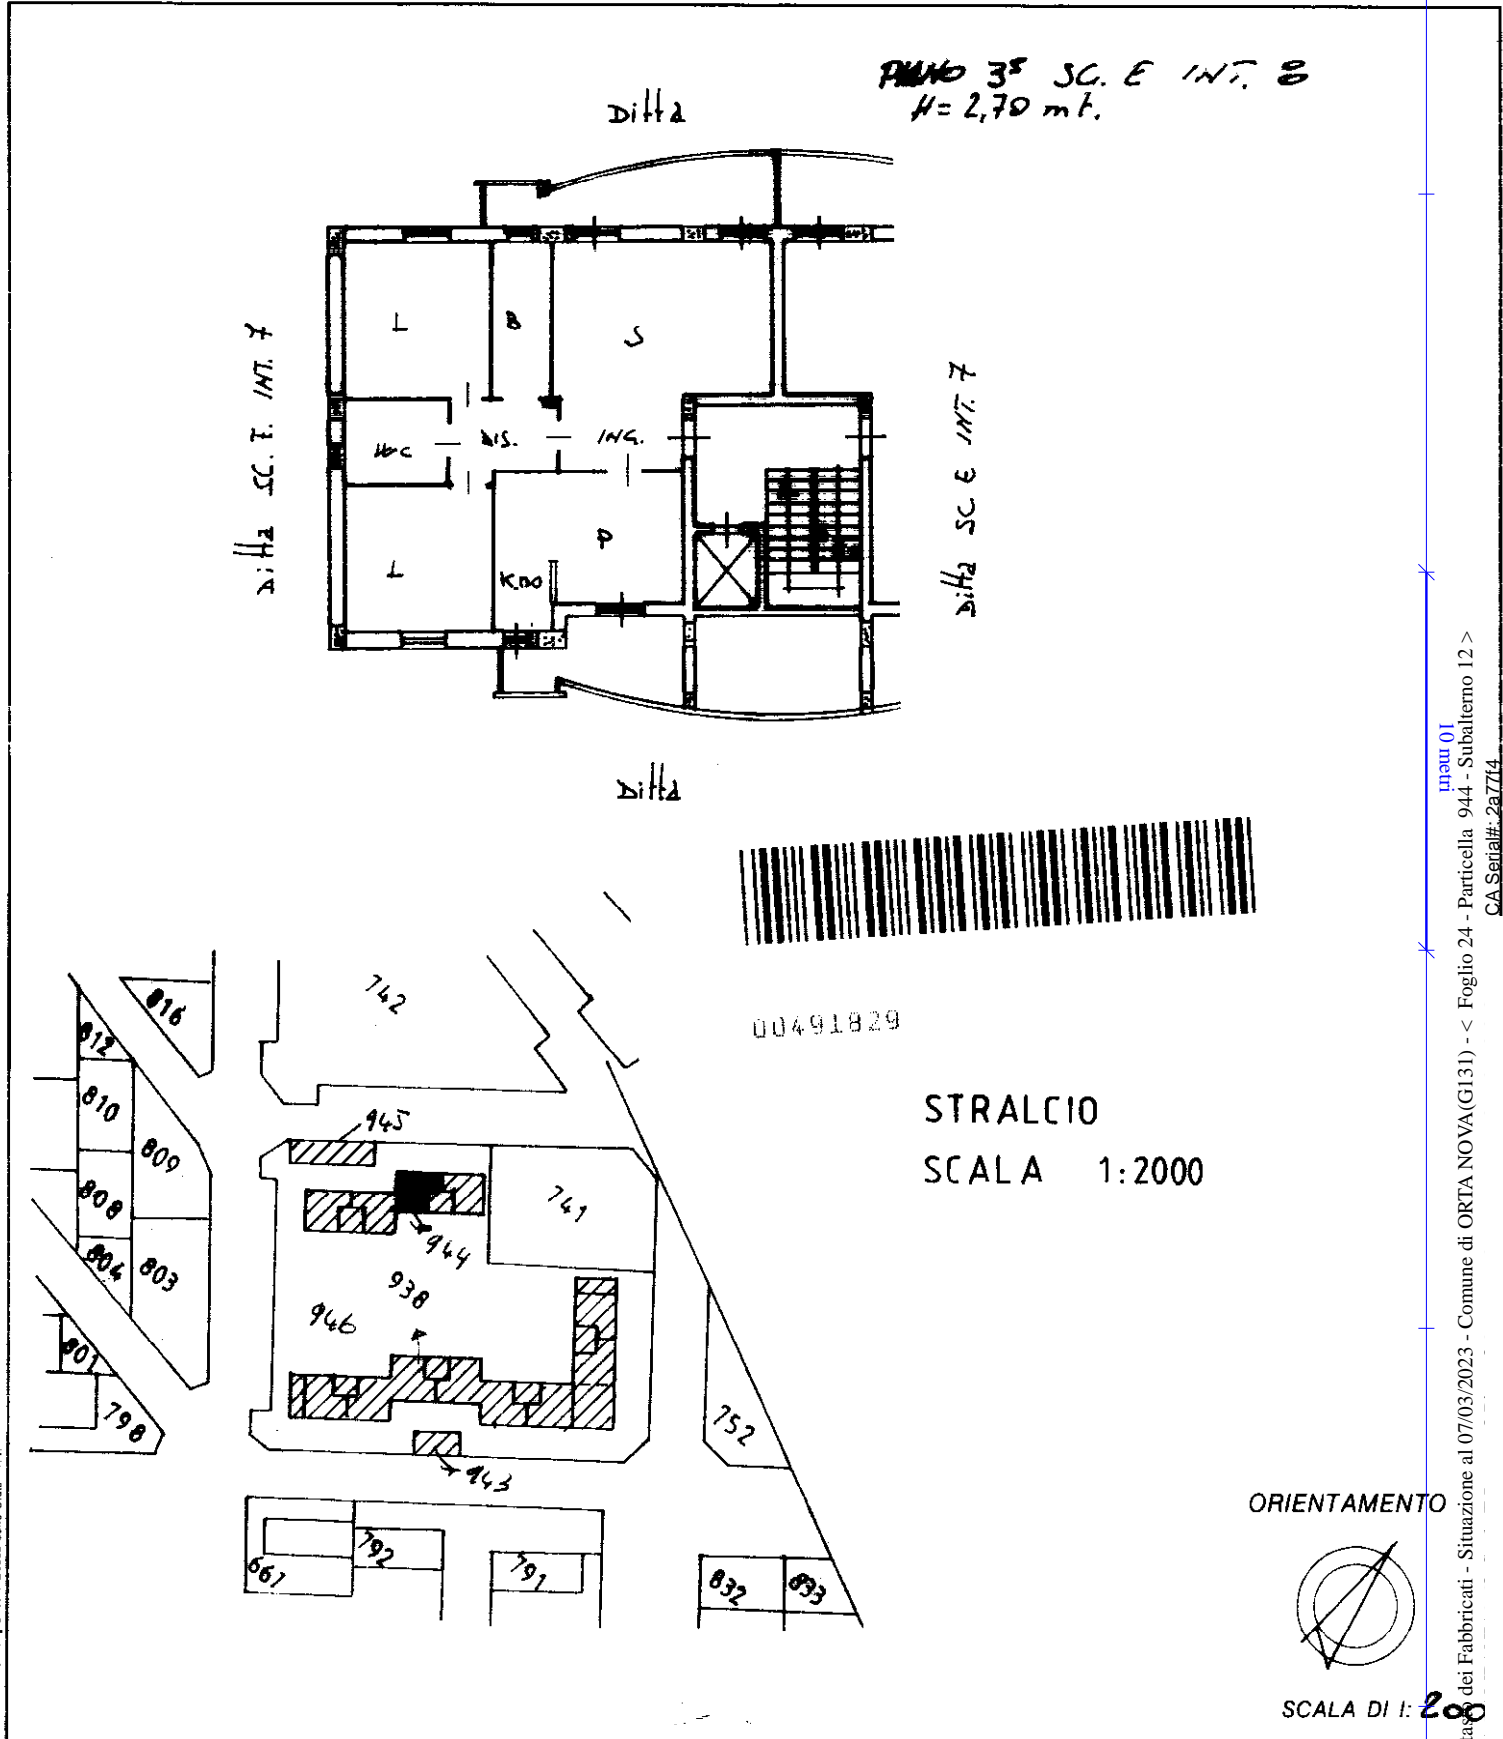 PIANO 3° SC. E INT. 8
H= 2,70 mt.
Ditta
Ditta SC. E. INT. 7
L
B
S
WC
DIS.
ING.
L
K.NO
P
Ditta SC. E INT. 7
Ditta
00491829
STRALCIO
SCALA 1:2000
816
812
810
809
808
804
803
801
798
742
945
741
944
938
946
943
752
661
792
791
832
833
ORIENTAMENTO
SCALA DI I: 200
10 metri
dei Fabbricati - Situazione al 07/03/2023 - Comune di ORTA NOVA(G131) - < Foglio 24 - Particella 944 - Subalterno 12 >
CA Serial#: 2a77f4